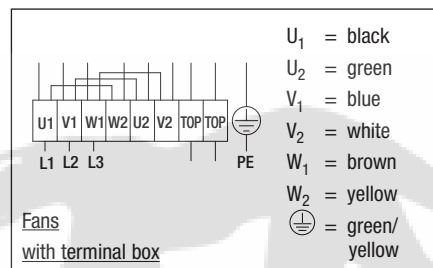 U1 V1 W1 W2 U2 V2 TOP TOP
L1 L2 L3 PE
Fans
with terminal box
U₁ = black
U₂ = green
V₁ = blue
V₂ = white
W₁ = brown
W₂ = yellow
= green/
yellow